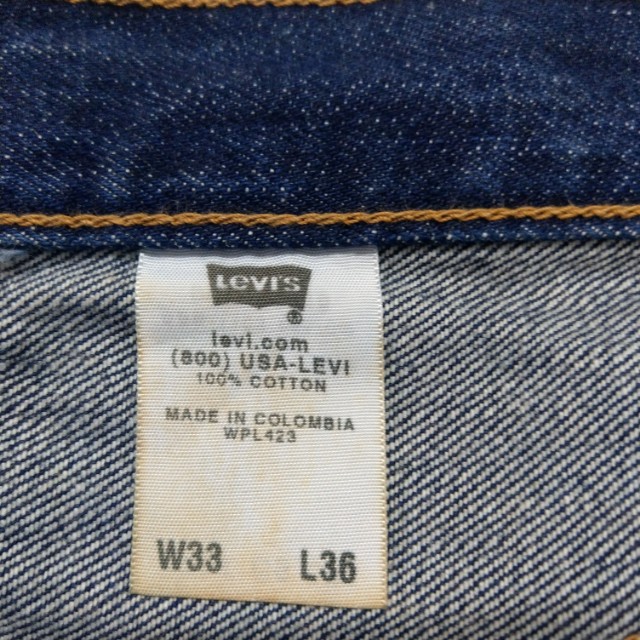 Levi's
®
levi.com
(800) USA-LEVI
100% COTTON
MADE IN COLOMBIA
WPL423
W33 L36